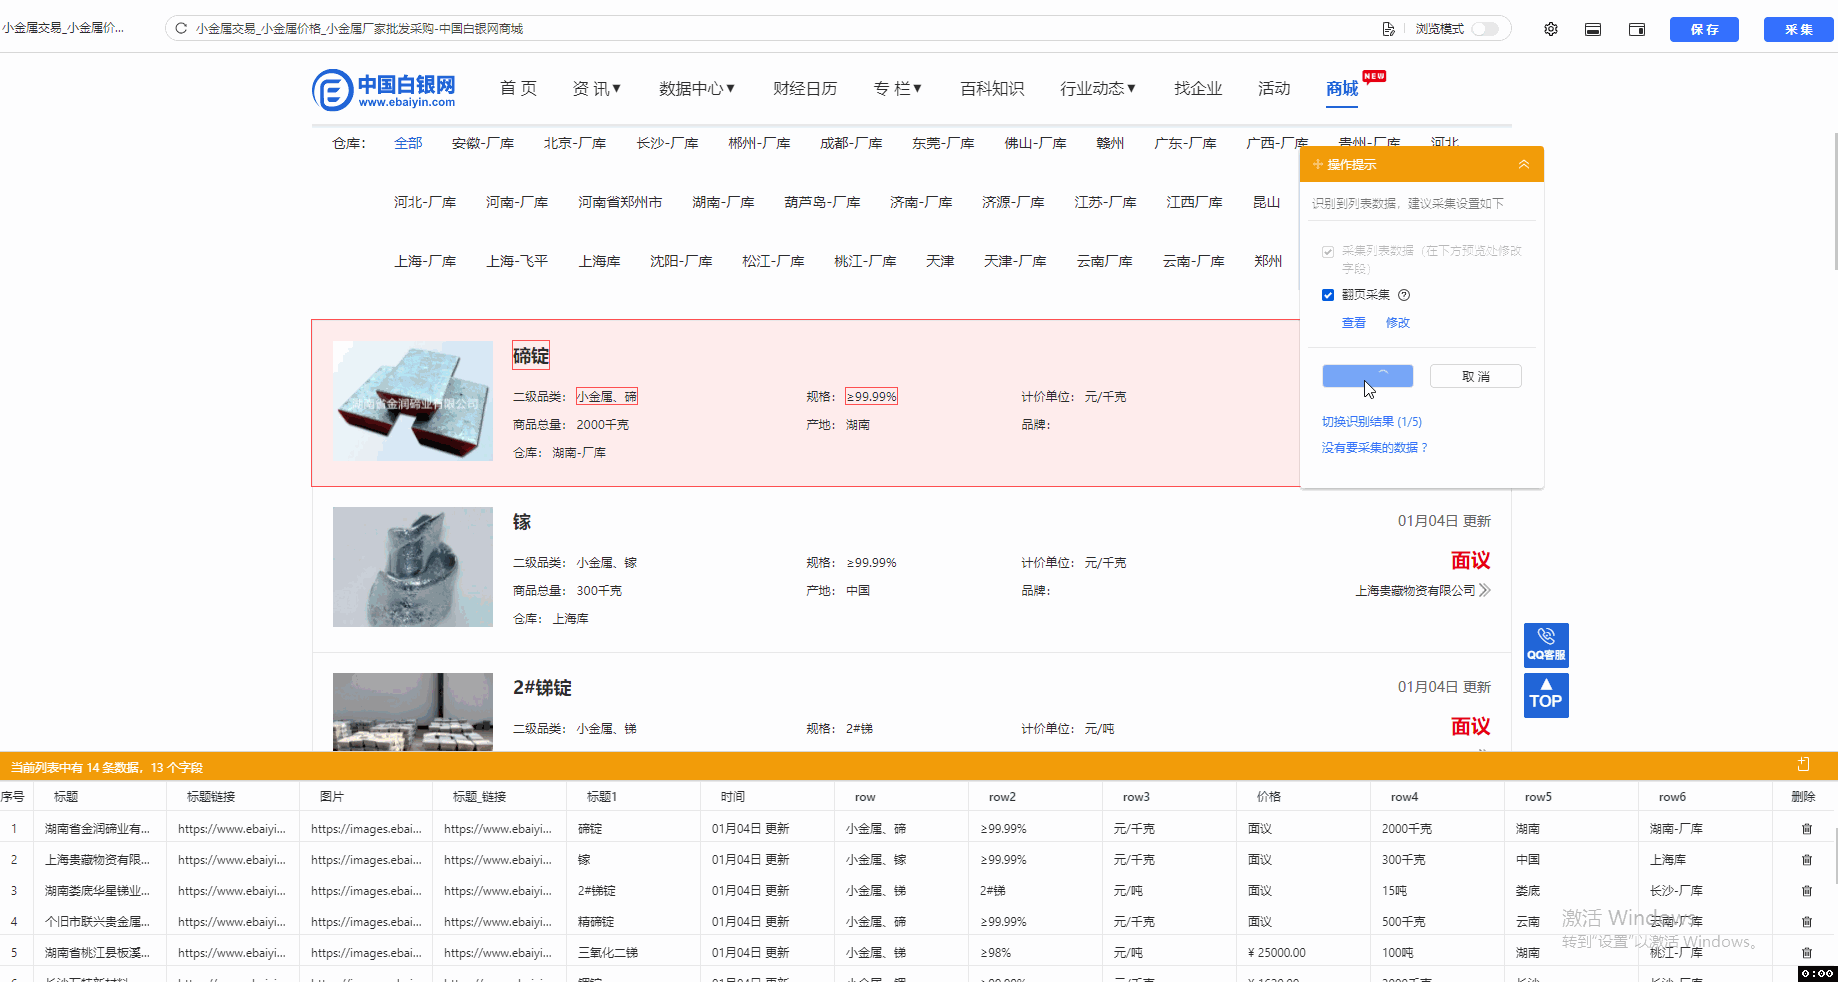 小金属交易_小金属价...
小金属交易_小金属价格_小金属厂家批发采购-中国白银网商城
浏览模式
保 存
采 集
中国白银网
www.ebaiyin.com
首 页 资 讯▼ 数据中心▼ 财经日历 专 栏▼ 百科知识 行业动态▼ 找企业 活动 商城 NEW
仓库： 全部 安徽-厂库 北京-厂库 长沙-厂库 郴州-厂库 成都-厂库 东莞-厂库 佛山-厂库 赣州 广东-厂库 广西-厂库 贵州-厂库 河北
河北-厂库 河南-厂库 河南省郑州市 湖南-厂库 葫芦岛-厂库 济南-厂库 济源-厂库 江苏-厂库 江西厂库 昆山
上海-厂库 上海-飞平 上海库 沈阳-厂库 松江-厂库 桃江-厂库 天津 天津-厂库 云南厂库 云南-厂库 郑州
操作提示
识别到列表数据，建议采集设置如下
采集列表数据（在下方预览处修改
字段）
翻页采集
查看 修改
取 消
切换识别结果 (1/5)
没有要采集的数据？
湖南省金润碲业有限公司
碲锭
二级品类： 小金属、碲 规格： ≥99.99% 计价单位： 元/千克
商品总量： 2000千克 产地： 湖南 品牌：
仓库： 湖南-厂库
镓 01月04日 更新
二级品类： 小金属、镓 规格： ≥99.99% 计价单位： 元/千克 面议
商品总量： 300千克 产地： 中国 品牌： 上海贵藏物资有限公司
仓库： 上海库
2#锑锭 01月04日 更新
二级品类： 小金属、锑 规格： 2#锑 计价单位： 元/吨 面议
QQ客服
TOP
当前列表中有 14 条数据，13 个字段
序号 标题 标题链接 图片 标题_链接 标题1 时间 row row2 row3 价格 row4 row5 row6 删除
1 湖南省金润碲业有... https://www.ebaiyi... https://images.ebai... https://www.ebaiyi... 碲锭 01月04日 更新 小金属、碲 ≥99.99% 元/千克 面议 2000千克 湖南 湖南-厂库
2 上海贵藏物资有限... https://www.ebaiyi... https://images.ebai... https://www.ebaiyi... 镓 01月04日 更新 小金属、镓 ≥99.99% 元/千克 面议 300千克 中国 上海库
3 湖南娄底华星锑业... https://www.ebaiyi... https://images.ebai... https://www.ebaiyi... 2#锑锭 01月04日 更新 小金属、锑 2#锑 元/吨 面议 15吨 娄底 长沙-厂库
4 个旧市联兴贵金属... https://www.ebaiyi... https://images.ebai... https://www.ebaiyi... 精碲锭 01月04日 更新 小金属、碲 ≥99.99% 元/千克 面议 500千克 云南 云南-厂库
5 湖南省桃江县板溪... https://www.ebaiyi... https://images.ebai... https://www.ebaiyi... 三氧化二锑 01月04日 更新 小金属、锑 ≥98% 元/吨 ¥ 25000.00 100吨 湖南 桃江-厂库
激活 Windows
转到"设置"以激活 Windows。
0:00